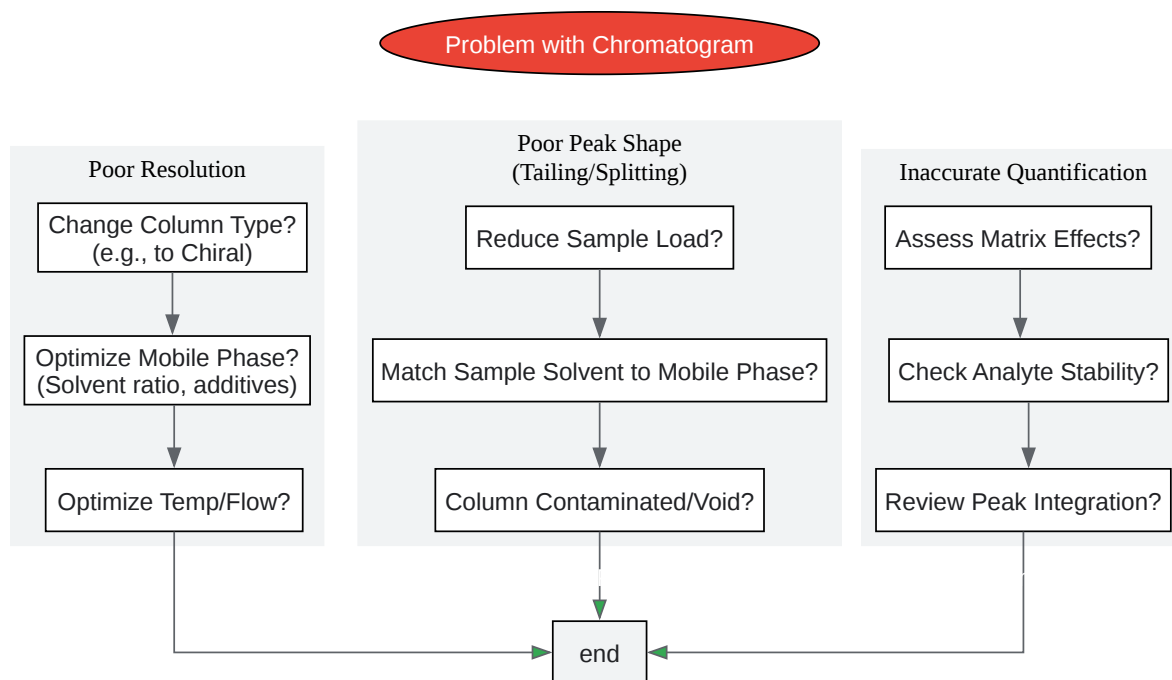 Problem with Chromatogram
Poor Resolution
Change Column Type?
(e.g., to Chiral)
Optimize Mobile Phase?
(Solvent ratio, additives)
Optimize Temp/Flow?
Poor Peak Shape
(Tailing/Splitting)
Reduce Sample Load?
Match Sample Solvent to Mobile Phase?
Column Contaminated/Void?
Inaccurate Quantification
Assess Matrix Effects?
Check Analyte Stability?
Review Peak Integration?
end